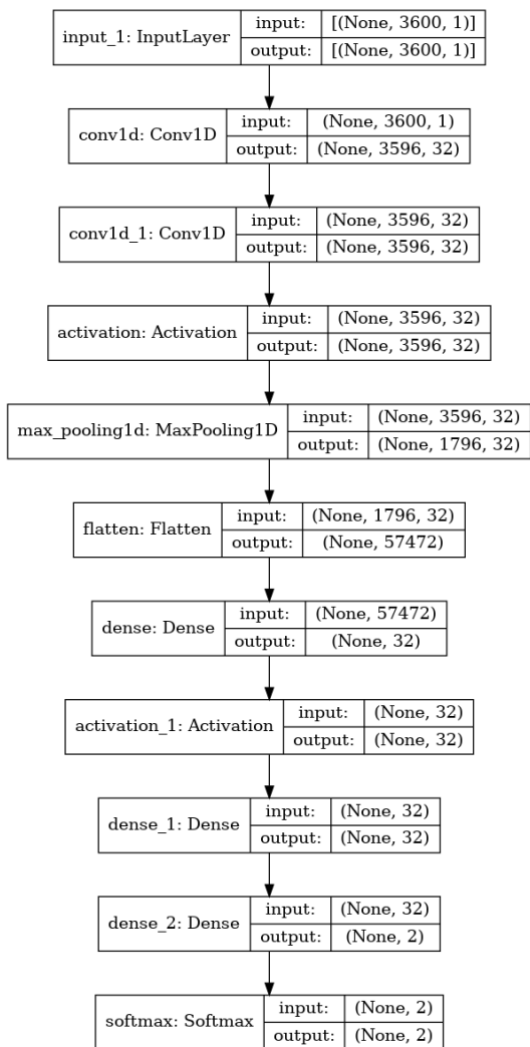 input_1: InputLayer
input: [(None, 3600, 1)]
output: [(None, 3600, 1)]
conv1d: Conv1D
input: (None, 3600, 1)
output: (None, 3596, 32)
conv1d_1: Conv1D
input: (None, 3596, 32)
output: (None, 3596, 32)
activation: Activation
input: (None, 3596, 32)
output: (None, 3596, 32)
max_pooling1d: MaxPooling1D
input: (None, 3596, 32)
output: (None, 1796, 32)
flatten: Flatten
input: (None, 1796, 32)
output: (None, 57472)
dense: Dense
input: (None, 57472)
output: (None, 32)
activation_1: Activation
input: (None, 32)
output: (None, 32)
dense_1: Dense
input: (None, 32)
output: (None, 32)
dense_2: Dense
input: (None, 32)
output: (None, 2)
softmax: Softmax
input: (None, 2)
output: (None, 2)